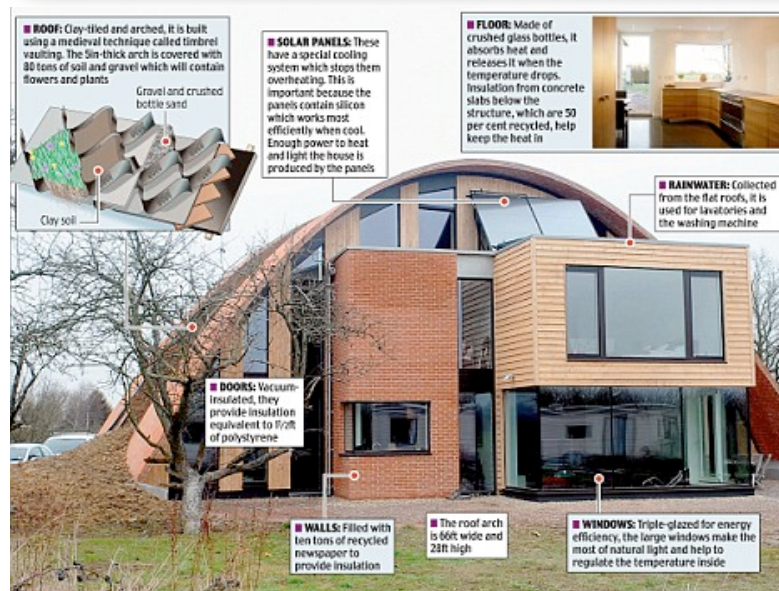 ROOF: Clay-tiled and arched, it is built
using a medieval technique called timbrel
vaulting. The 5in-thick arch is covered with
80 tons of soil and gravel which will contain
flowers and plants
Gravel and crushed
bottle sand
Clay soil
SOLAR PANELS: These
have a special cooling
system which stops them
overheating. This is
important because the
panels contain silicon
which works most
efficiently when cool.
Enough power to heat
and light the house is
produced by the panels
FLOOR: Made of
crushed glass bottles, it
absorbs heat and
releases it when the
temperature drops.
Insulation from concrete
slabs below the
structure, which are 50
per cent recycled, help
keep the heat in
RAINWATER: Collected
from the flat roofs, it is
used for lavatories and
the washing machine
DOORS: Vacuum-
insulated, they
provide insulation
equivalent to 1½ft
of polystyrene
WALLS: Filled with
ten tons of recycled
newspaper to
provide insulation
The roof arch
is 66ft wide and
28ft high
WINDOWS: Triple-glazed for energy
efficiency, the large windows make the
most of natural light and help to
regulate the temperature inside